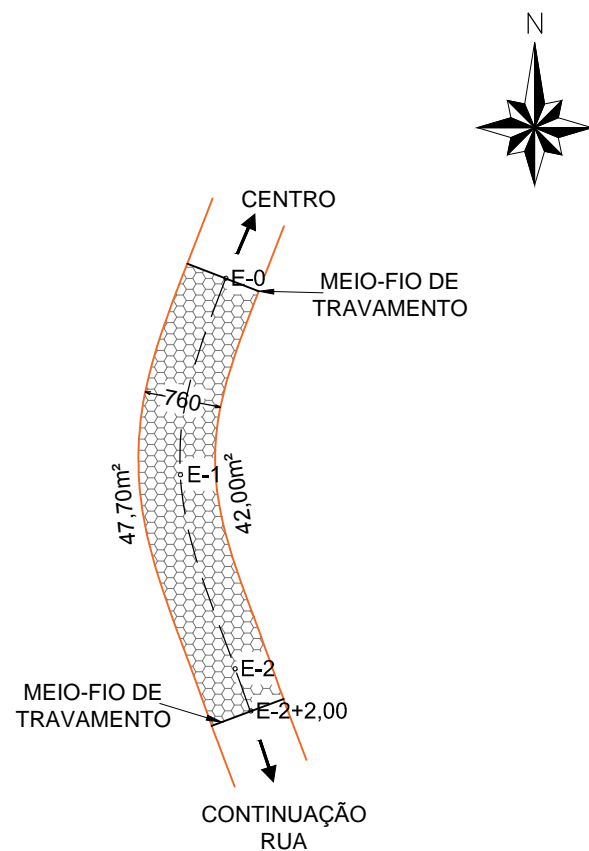 N
CENTRO
E-0
MEIO-FIO DE
TRAVAMENTO
760
E-1
47,70m²
42,00m²
E-2
MEIO-FIO DE
TRAVAMENTO
E-2+2,00
CONTINUAÇÃO
RUA